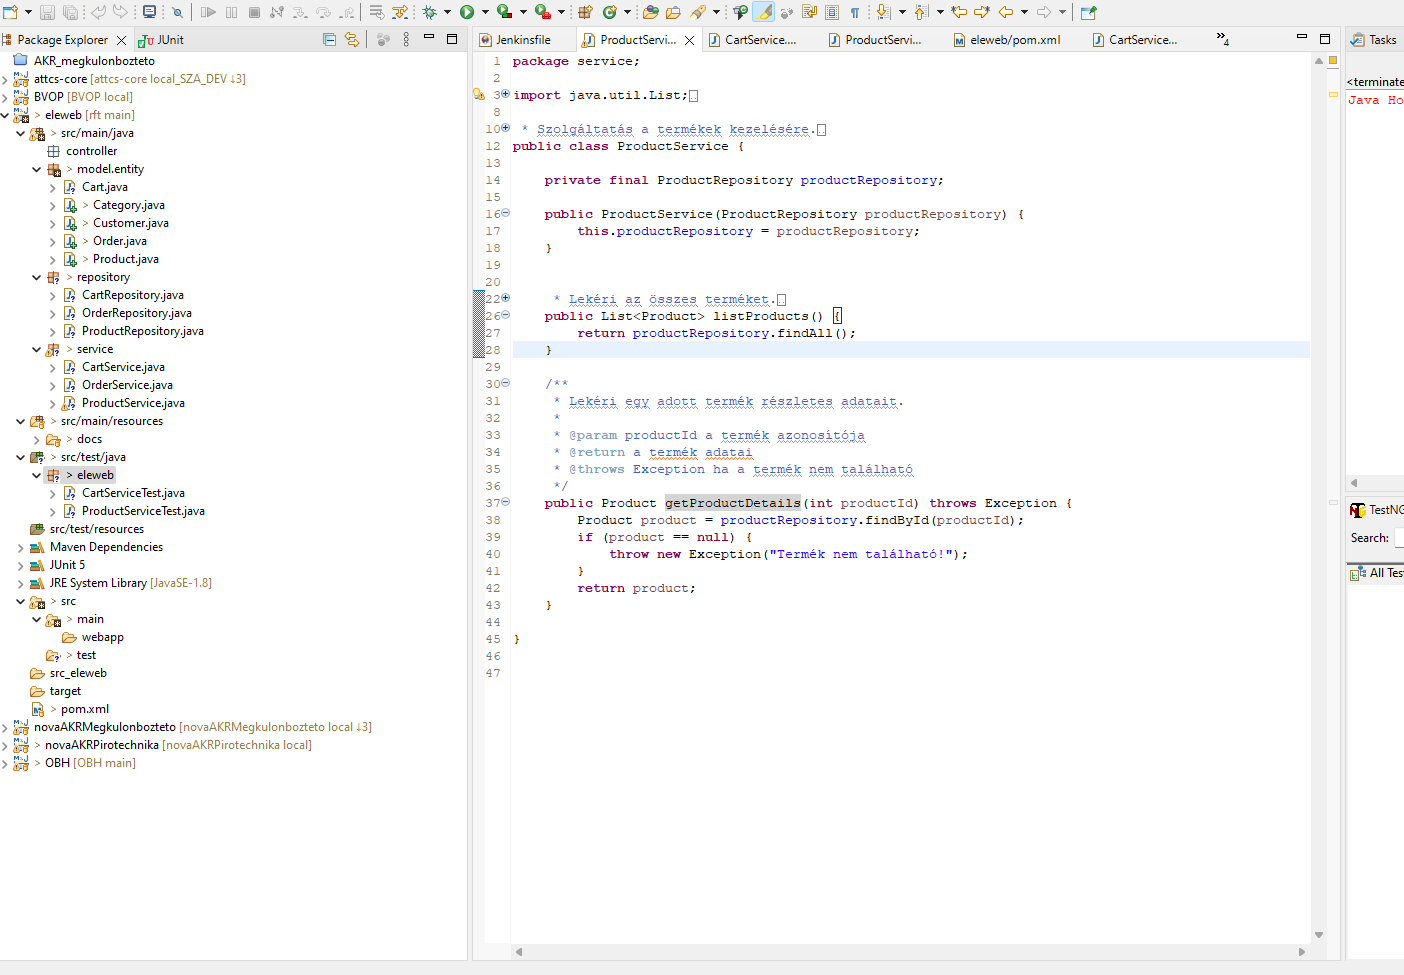 Package Explorer
JUnit
AKR_megkulonbozteto
attcs-core [attcs-core local_SZA_DEV ↓3]
BVOP [BVOP local]
> eleweb [rft main]
> src/main/java
controller
> model.entity
Cart.java
> Category.java
> Customer.java
> Order.java
> Product.java
> repository
CartRepository.java
OrderRepository.java
ProductRepository.java
> service
CartService.java
OrderService.java
ProductService.java
> src/main/resources
> docs
> src/test/java
> eleweb
CartServiceTest.java
ProductServiceTest.java
src/test/resources
Maven Dependencies
JUnit 5
JRE System Library [JavaSE-1.8]
> src
> main
webapp
> test
src_eleweb
target
> pom.xml
novaAKRMegkulonbozteto [novaAKRMegkulonbozteto local ↓3]
> novaAKRPirotechnika [novaAKRPirotechnika local]
> OBH [OBH main]
Jenkinsfile
ProductServi...
CartService....
ProductServi...
eleweb/pom.xml
CartService...
»4
1 package service;
2
3 import java.util.List;
8
10 * Szolgáltatás a termékek kezelésére.
12 public class ProductService {
13
14 private final ProductRepository productRepository;
15
16 public ProductService(ProductRepository productRepository) {
17 this.productRepository = productRepository;
18 }
19
20
22 * Lekéri az összes terméket.
26 public List<Product> listProducts() {
27 return productRepository.findAll();
28 }
29
30 /**
31 * Lekéri egy adott termék részletes adatait.
32 *
33 * @param productId a termék azonosítója
34 * @return a termék adatai
35 * @throws Exception ha a termék nem található
36 */
37 public Product getProductDetails(int productId) throws Exception {
38 Product product = productRepository.findById(productId);
39 if (product == null) {
40 throw new Exception("Termék nem található!");
41 }
42 return product;
43 }
44
45 }
46
47
Tasks
<terminate
Java Ho
TestNG
Search:
All Tes